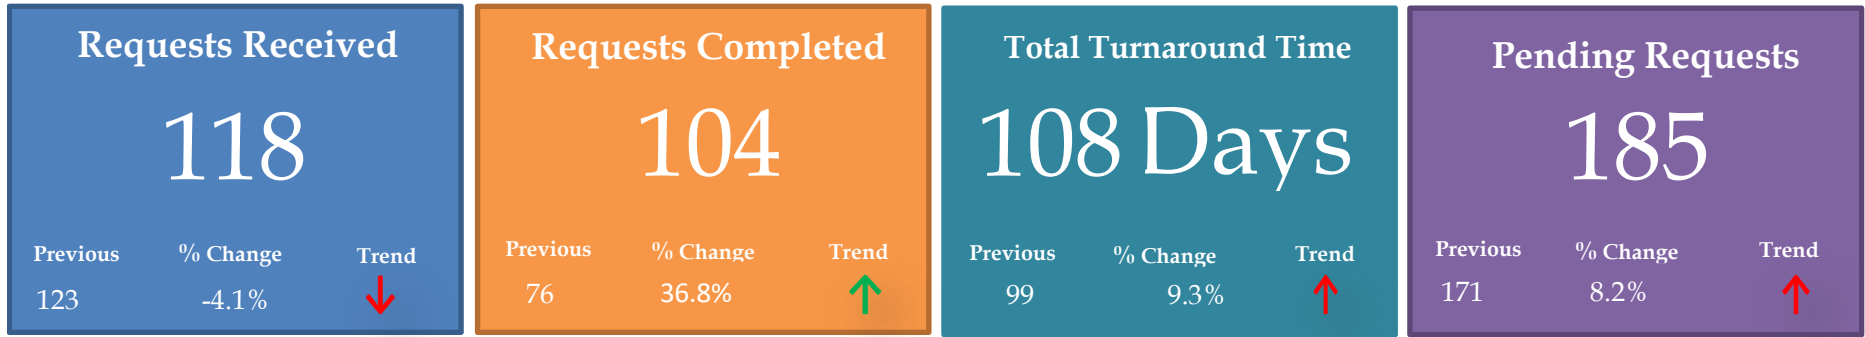 Requests Received
118
Previous % Change Trend
123 -4.1%
Requests Completed
104
Previous % Change Trend
76 36.8%
Total Turnaround Time
108 Days
Previous % Change Trend
99 9.3%
Pending Requests
185
Previous % Change Trend
171 8.2%